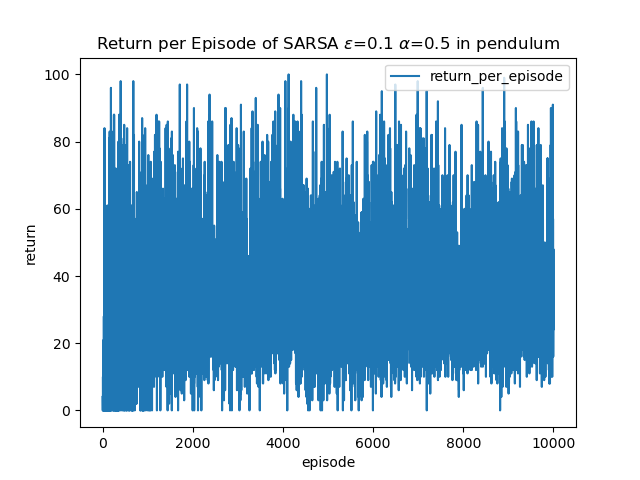 Return per Episode of SARSA ε=0.1 α=0.5 in pendulum
return_per_episode
100
80
60
40
20
0
return
0 2000 4000 6000 8000 10000
episode